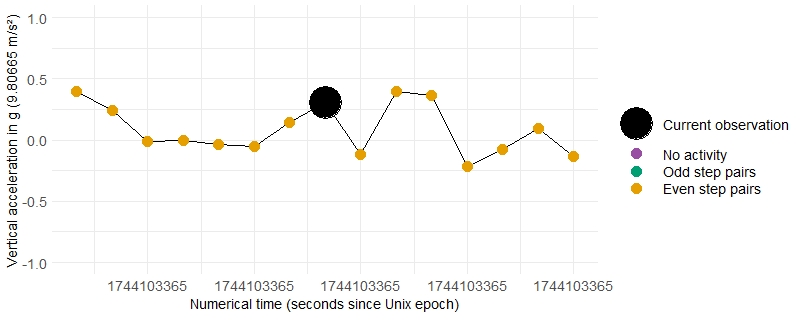 Vertical acceleration in g (9.80665 m/s²)
1.0
0.5
0.0
-0.5
-1.0
1744103365 1744103365 1744103365 1744103365 1744103365
Numerical time (seconds since Unix epoch)
Current observation
No activity
Odd step pairs
Even step pairs